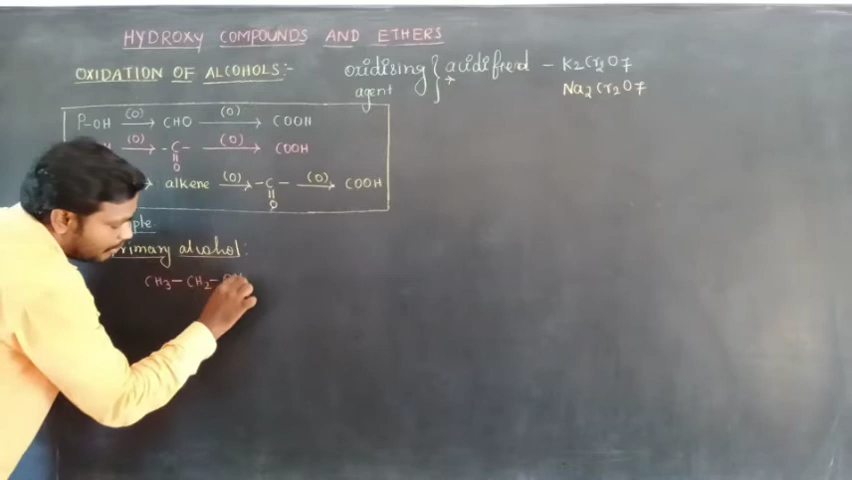 HYDROXY COMPOUNDS AND ETHERS
OXIDATION OF ALCOHOLS:-
oxidising agent } acidified - K2Cr2O7
Na2Cr2O7
P-OH (O)→ CHO (O)→ COOH
(O)→ -C- (O)→ COOH
||
O
alkene (O)→ -C- (O)→ COOH
||
O
primary alcohol:
CH3-CH2-